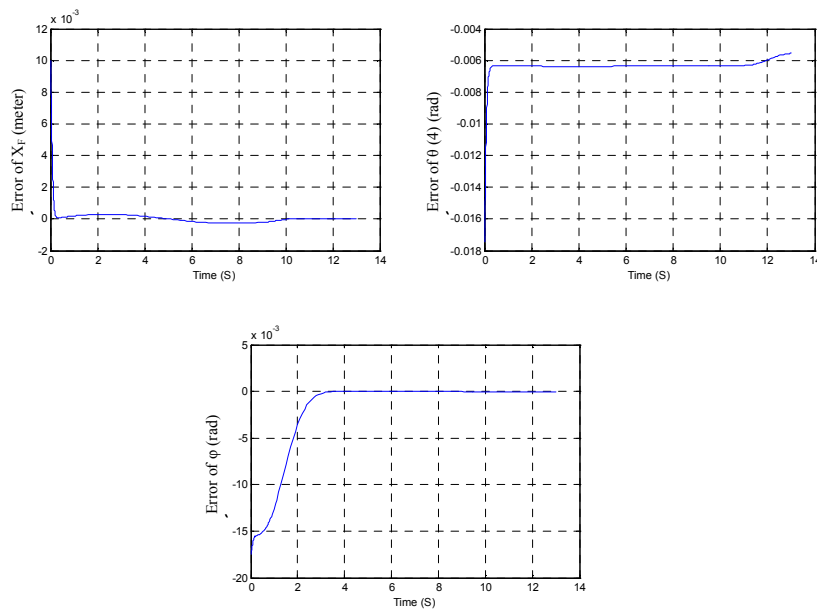 x 10⁻³
12
10
8
6
4
2
0
-2
0 2 4 6 8 10 12 14
Time (S)
Error of X_F (meter)
-0.004
-0.006
-0.008
-0.01
-0.012
-0.014
-0.016
-0.018
0 2 4 6 8 10 12 14
Time (S)
Error of θ (4) (rad)
x 10⁻³
5
0
-5
-10
-15
-20
0 2 4 6 8 10 12 14
Time (S)
Error of φ (rad)